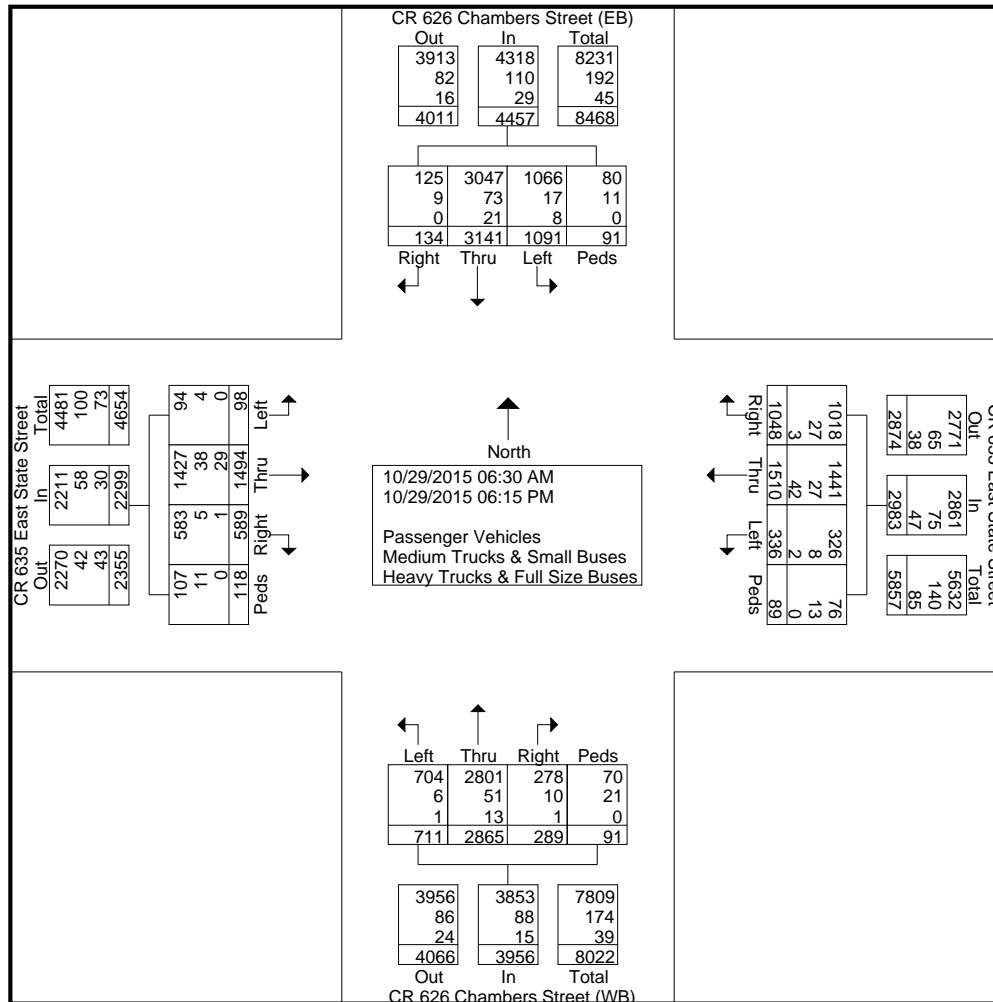 CR 626 Chambers Street (EB)
Out In Total
3913 4318 8231
82 110 192
16 29 45
4011 4457 8468
125 3047 1066 80
9 73 17 11
0 21 8 0
134 3141 1091 91
Right Thru Left Peds
CR 635 East State Street
Out In Total
2270 2211 4481
42 58 100
43 30 73
2355 2299 4654
Left Thru Right Peds
94 1427 583 107
4 38 5 11
0 29 1 0
98 1494 589 118
North
10/29/2015 06:30 AM
10/29/2015 06:15 PM
Passenger Vehicles
Medium Trucks & Small Buses
Heavy Trucks & Full Size Buses
Right Thru Left Peds
1018 1441 326 76
27 27 8 13
3 42 2 0
1048 1510 336 89
East State Street
Out In Total
2771 2861 5632
65 75 140
38 47 85
2874 2983 5857
Left Thru Right Peds
704 2801 278 70
6 51 10 21
1 13 1 0
711 2865 289 91
3956 3853 7809
86 88 174
24 15 39
4066 3956 8022
Out In Total
CR 626 Chambers Street (WB)